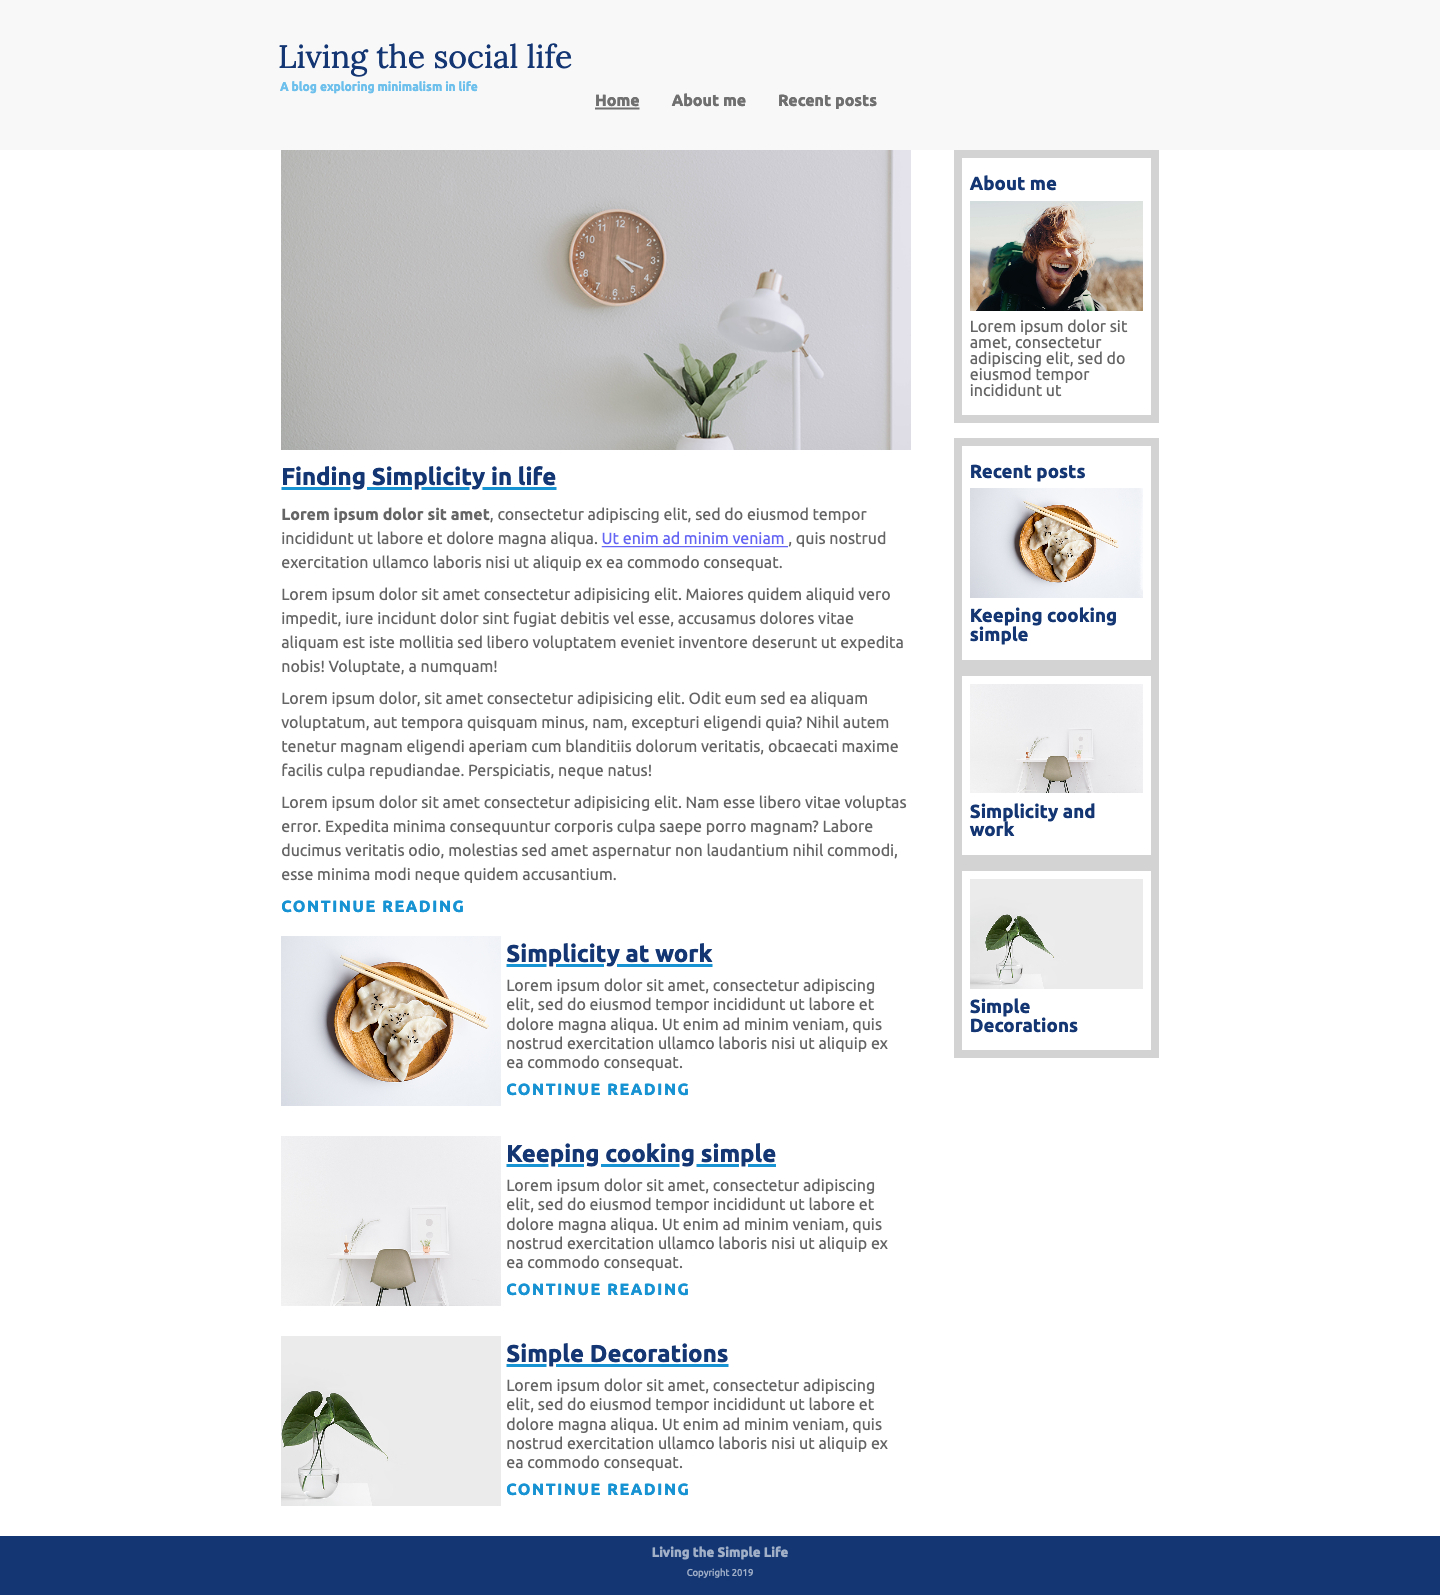 Living the social life
A blog exploring minimalism in life
Home About me Recent posts
12
11 1
10 2
9 3
8 4
7 5
6
Finding Simplicity in life
Lorem ipsum dolor sit amet, consectetur adipiscing elit, sed do eiusmod tempor
incididunt ut labore et dolore magna aliqua. Ut enim ad minim veniam , quis nostrud
exercitation ullamco laboris nisi ut aliquip ex ea commodo consequat.
Lorem ipsum dolor sit amet consectetur adipisicing elit. Maiores quidem aliquid vero
impedit, iure incidunt dolor sint fugiat debitis vel esse, accusamus dolores vitae
aliquam est iste mollitia sed libero voluptatem eveniet inventore deserunt ut expedita
nobis! Voluptate, a numquam!
Lorem ipsum dolor, sit amet consectetur adipisicing elit. Odit eum sed ea aliquam
voluptatum, aut tempora quisquam minus, nam, excepturi eligendi quia? Nihil autem
tenetur magnam eligendi aperiam cum blanditiis dolorum veritatis, obcaecati maxime
facilis culpa repudiandae. Perspiciatis, neque natus!
Lorem ipsum dolor sit amet consectetur adipisicing elit. Nam esse libero vitae voluptas
error. Expedita minima consequuntur corporis culpa saepe porro magnam? Labore
ducimus veritatis odio, molestias sed amet aspernatur non laudantium nihil commodi,
esse minima modi neque quidem accusantium.
CONTINUE READING
Simplicity at work
Lorem ipsum dolor sit amet, consectetur adipiscing
elit, sed do eiusmod tempor incididunt ut labore et
dolore magna aliqua. Ut enim ad minim veniam, quis
nostrud exercitation ullamco laboris nisi ut aliquip ex
ea commodo consequat.
CONTINUE READING
Keeping cooking simple
Lorem ipsum dolor sit amet, consectetur adipiscing
elit, sed do eiusmod tempor incididunt ut labore et
dolore magna aliqua. Ut enim ad minim veniam, quis
nostrud exercitation ullamco laboris nisi ut aliquip ex
ea commodo consequat.
CONTINUE READING
Simple Decorations
Lorem ipsum dolor sit amet, consectetur adipiscing
elit, sed do eiusmod tempor incididunt ut labore et
dolore magna aliqua. Ut enim ad minim veniam, quis
nostrud exercitation ullamco laboris nisi ut aliquip ex
ea commodo consequat.
CONTINUE READING
About me
Lorem ipsum dolor sit
amet, consectetur
adipiscing elit, sed do
eiusmod tempor
incididunt ut
Recent posts
Keeping cooking
simple
Simplicity and
work
Simple
Decorations
Living the Simple Life
Copyright 2019